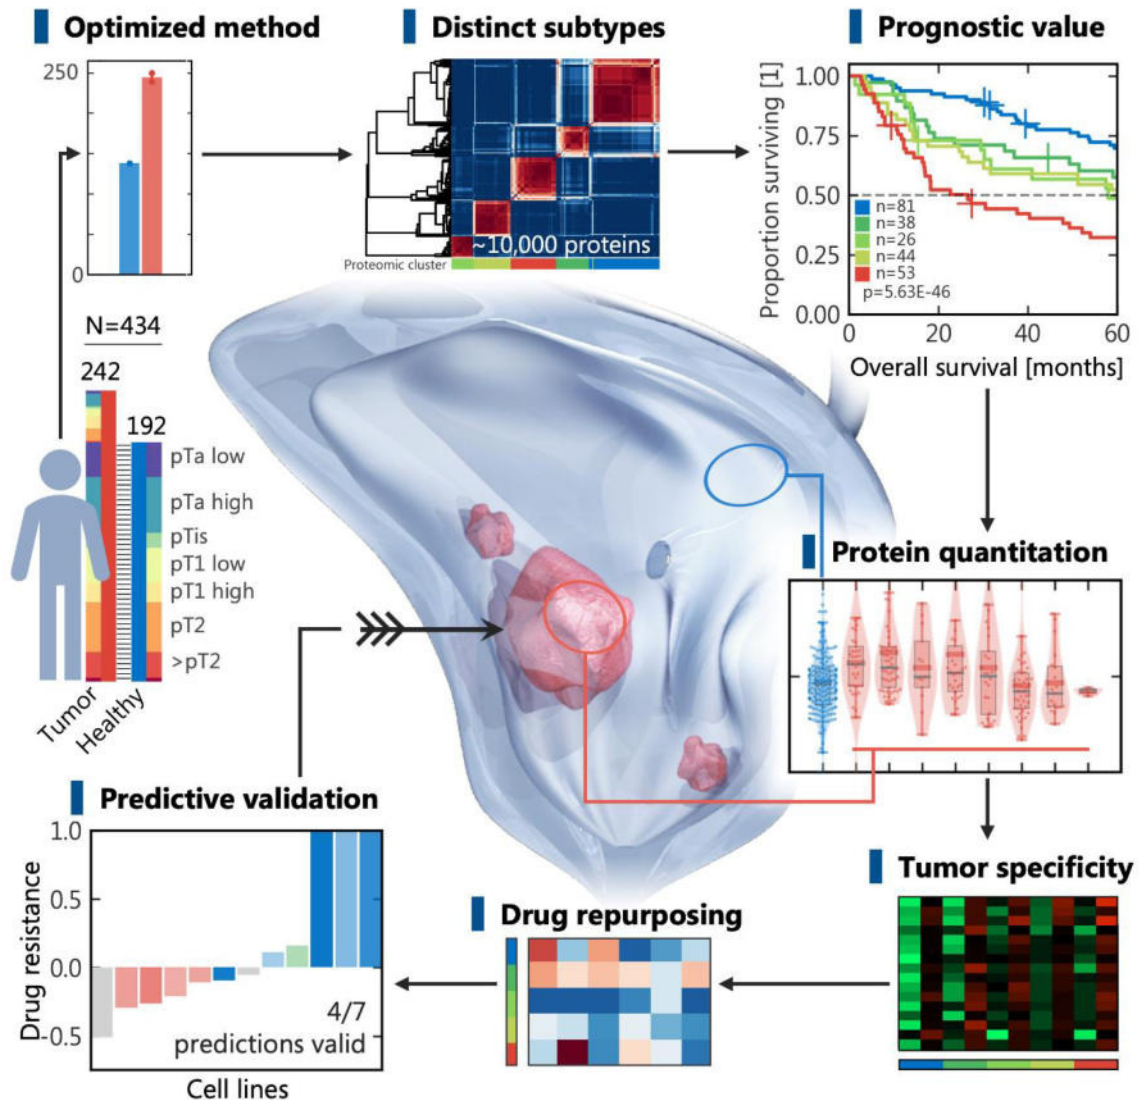 Optimized method
250
0
Distinct subtypes
~10,000 proteins
Proteomic cluster
Prognostic value
Proportion surviving [1]
1.00
0.75
0.50
0.25
0.00
n=81
n=38
n=26
n=44
n=53
p=5.63E-46
0
20
40
60
Overall survival [months]
N=434
242
192
pTa low
pTa high
pTis
pT1 low
pT1 high
pT2
>pT2
Tumor
Healthy
Protein quantitation
Tumor specificity
Drug repurposing
Predictive validation
Drug resistance
1.0
0.5
0.0
-0.5
4/7
predictions valid
Cell lines